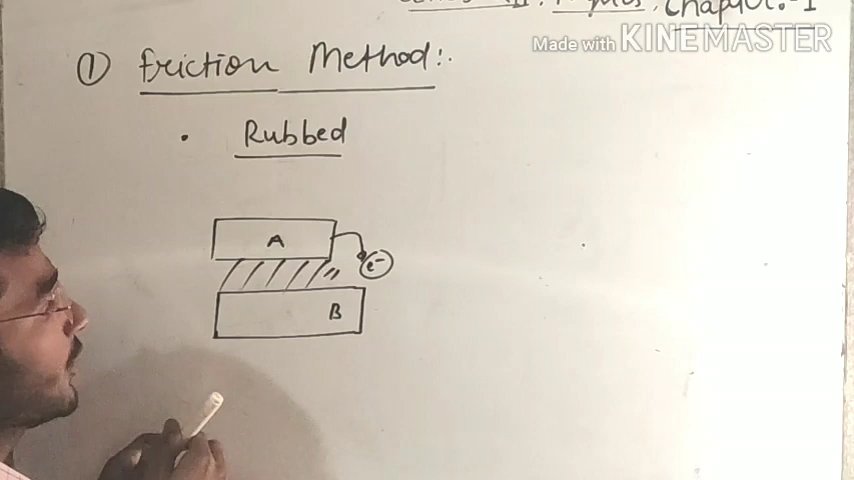 Chapter.-1
Made with KINEMASTER
① Friction Method:.
• Rubbed
A
e-
B